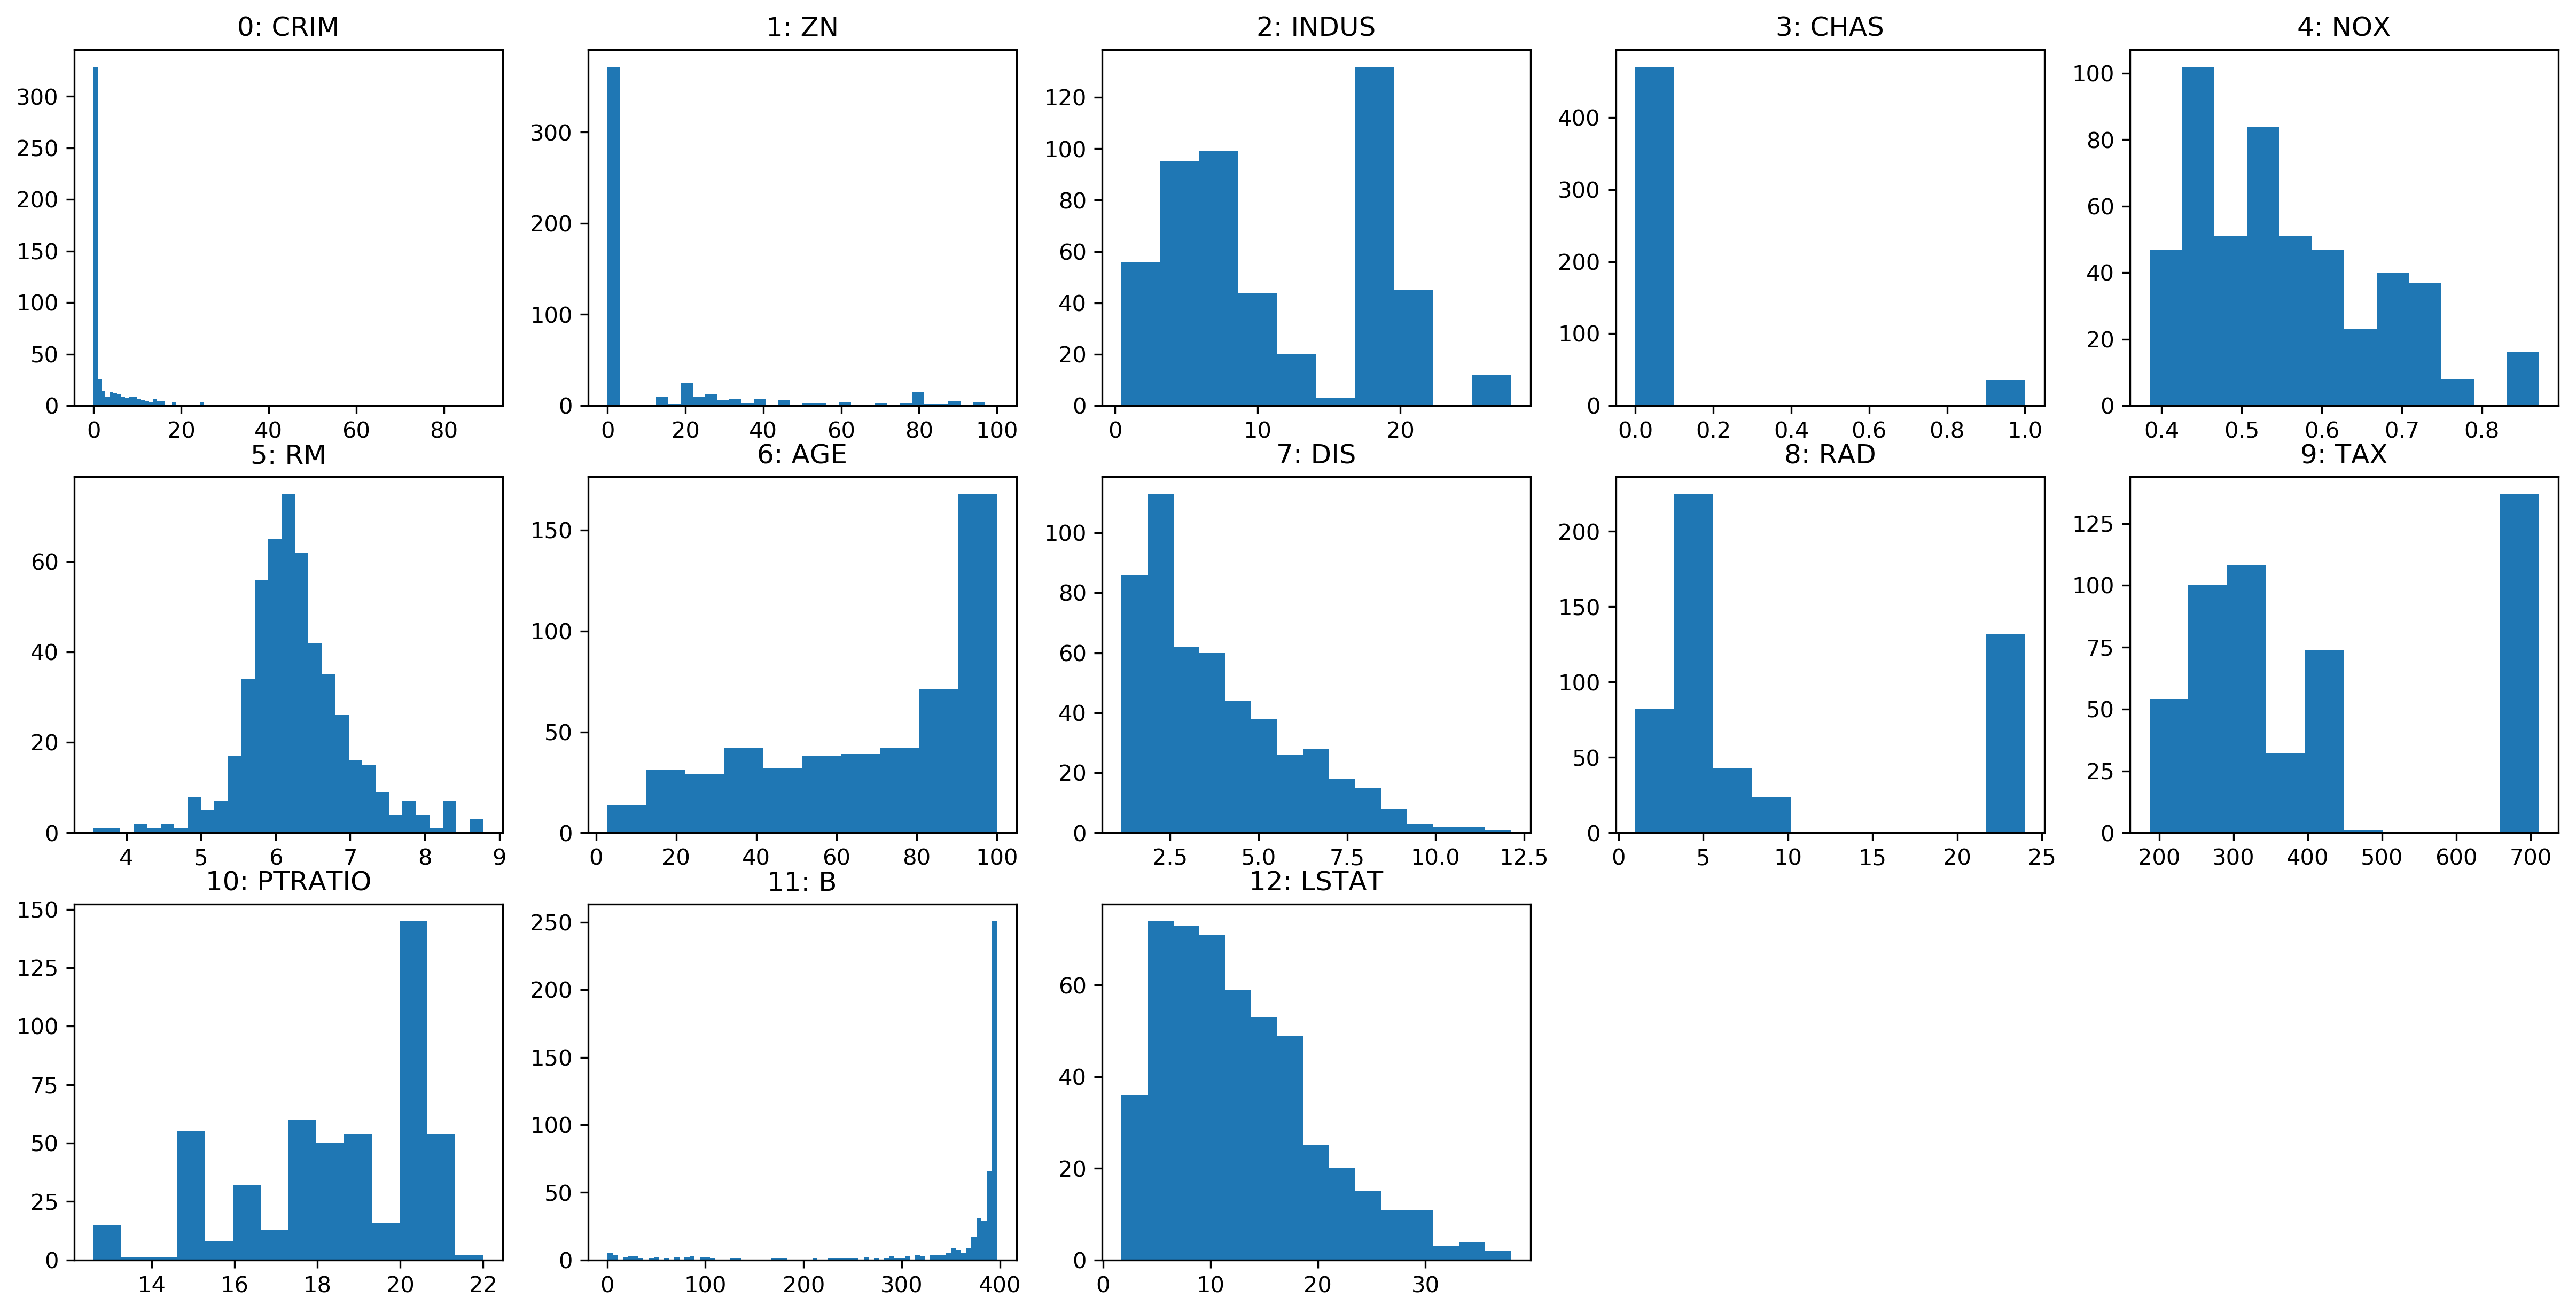 0: CRIM
1: ZN
2: INDUS
3: CHAS
4: NOX
300
250
200
150
100
50
0
0 20 40 60 80
300
200
100
0
0 20 40 60 80 100
120
100
80
60
40
20
0
0 10 20
400
300
200
100
0
0.0 0.2 0.4 0.6 0.8 1.0
100
80
60
40
20
0
0.4 0.5 0.6 0.7 0.8
5: RM
6: AGE
7: DIS
8: RAD
9: TAX
60
40
20
0
4 5 6 7 8 9
150
100
50
0
0 20 40 60 80 100
100
80
60
40
20
0
2.5 5.0 7.5 10.0 12.5
200
150
100
50
0
0 5 10 15 20 25
125
100
75
50
25
0
200 300 400 500 600 700
10: PTRATIO
11: B
12: LSTAT
150
125
100
75
50
25
0
14 16 18 20 22
250
200
150
100
50
0
0 100 200 300 400
60
40
20
0
0 10 20 30